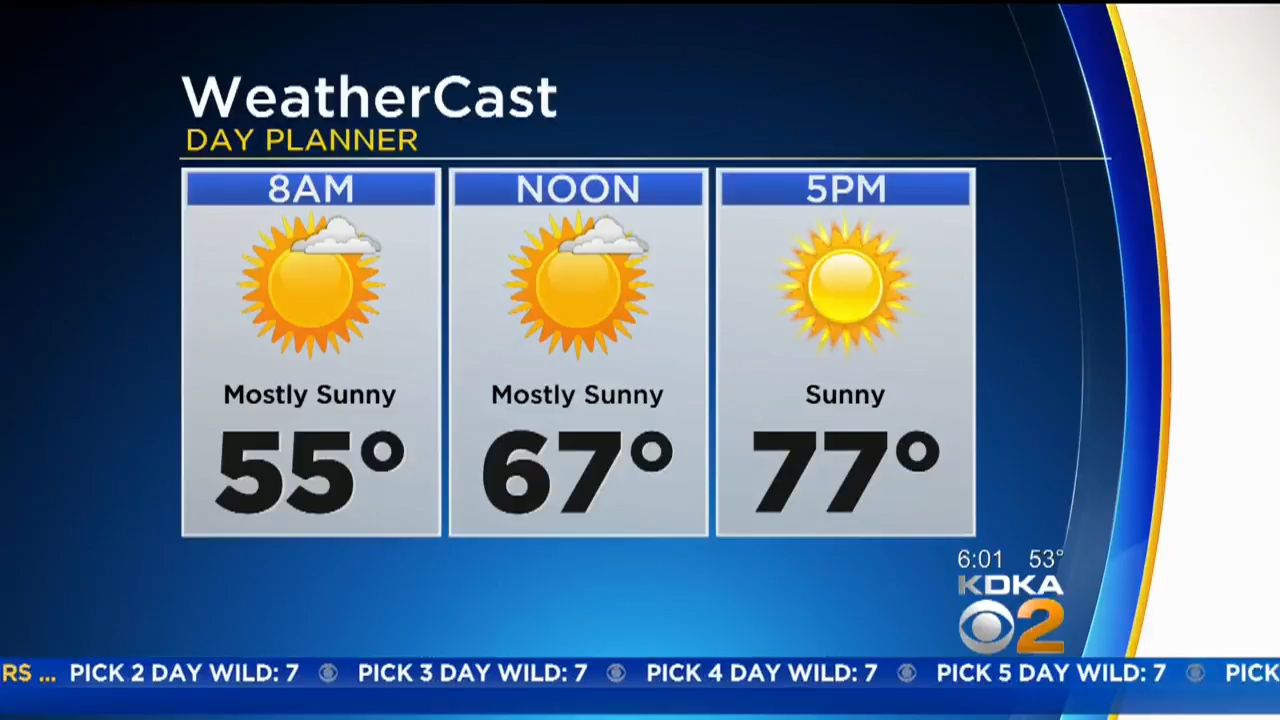 WeatherCast
DAY PLANNER
8AM
Mostly Sunny
55°
NOON
Mostly Sunny
67°
5PM
Sunny
77°
6:01 53°
KDKA
2
RS ... PICK 2 DAY WILD: 7 PICK 3 DAY WILD: 7 PICK 4 DAY WILD: 7 PICK 5 DAY WILD: 7 PICK